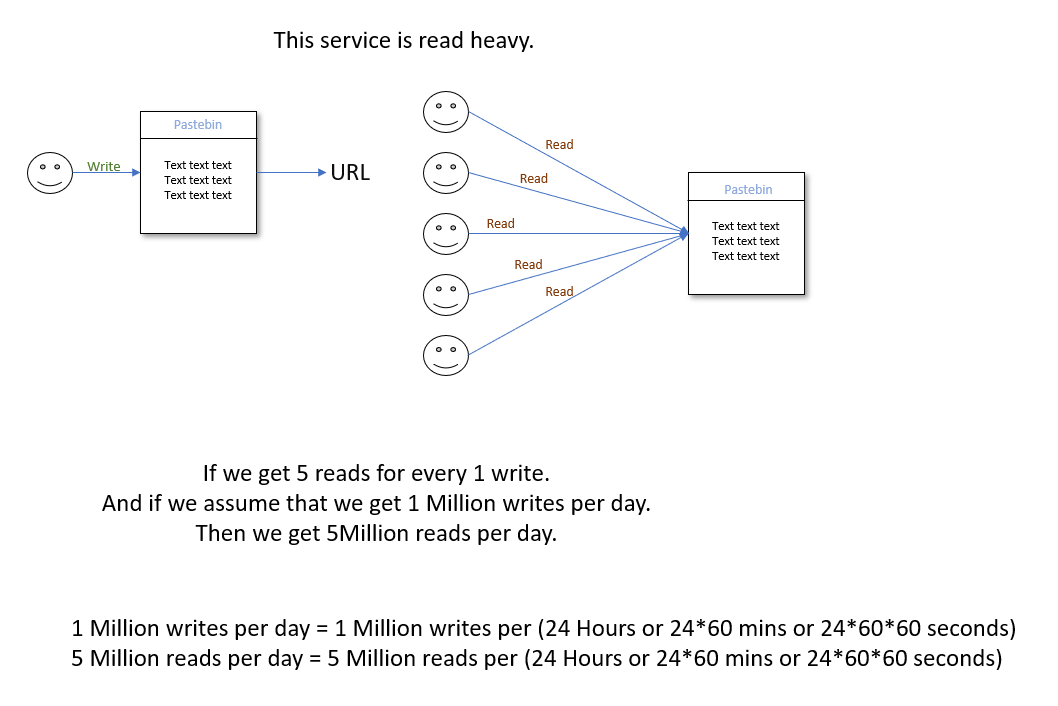 This service is read heavy.
Pastebin
Write
Text text text
Text text text
Text text text
URL
Read
Read
Read
Read
Read
Pastebin
Text text text
Text text text
Text text text
If we get 5 reads for every 1 write.
And if we assume that we get 1 Million writes per day.
Then we get 5Million reads per day.
1 Million writes per day = 1 Million writes per (24 Hours or 24*60 mins or 24*60*60 seconds)
5 Million reads per day = 5 Million reads per (24 Hours or 24*60 mins or 24*60*60 seconds)